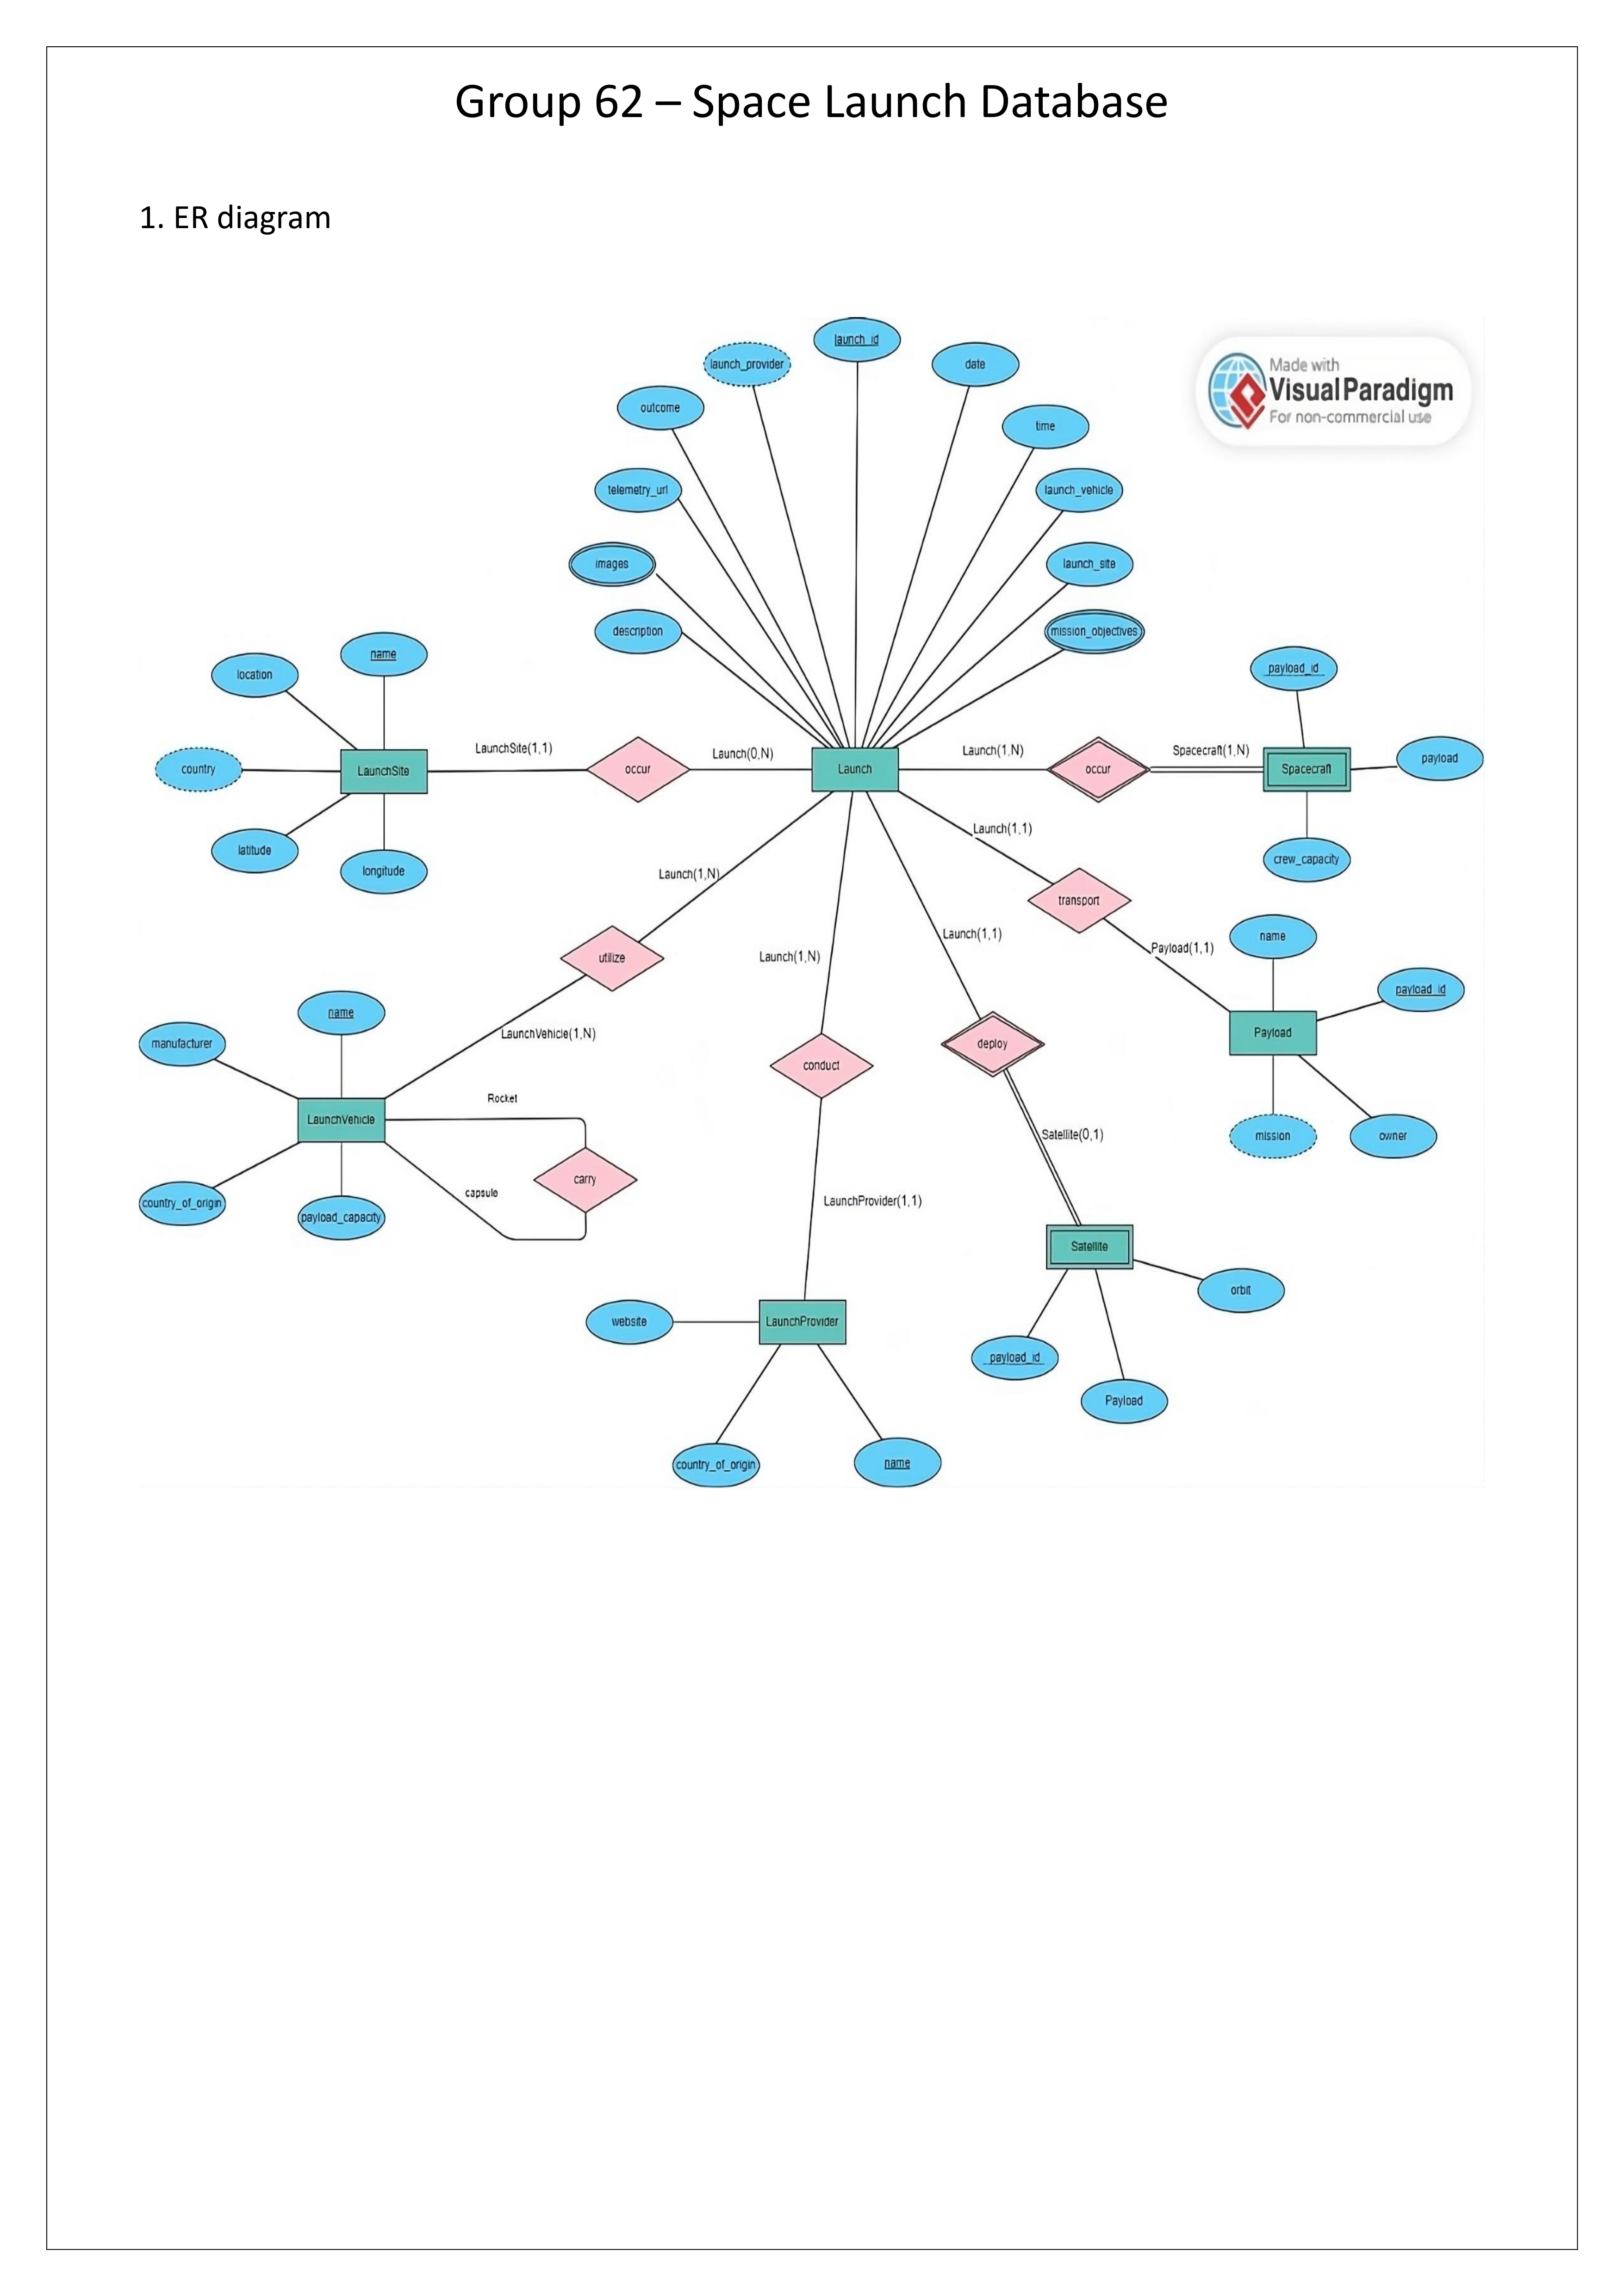 Group 62 – Space Launch Database
1. ER diagram
launch_id
launch_provider
date
Made with
Visual Paradigm
For non-commercial use
outcome
time
telemetry_url
launch_vehicle
images
launch_site
description
mission_objectives
name
location
payload_id
LaunchSite(1,1)
Launch(0,N)
Launch(1,N)
Spacecraft(1,N)
country
LaunchSite
occur
Launch
occur
Spacecraft
payload
Launch(1,1)
latitude
longitude
crew_capacity
Launch(1,N)
transport
name
Launch(1,1)
Payload(1,1)
utilize
Launch(1,N)
payload_id
name
manufacturer
LaunchVehicle(1,N)
Payload
deploy
conduct
Rocket
LaunchVehicle
Satellite(0,1)
mission
owner
carry
capsule
country_of_origin
payload_capacity
LaunchProvider(1,1)
Satellite
orbit
website
LaunchProvider
payload_id
Payload
country_of_origin
name